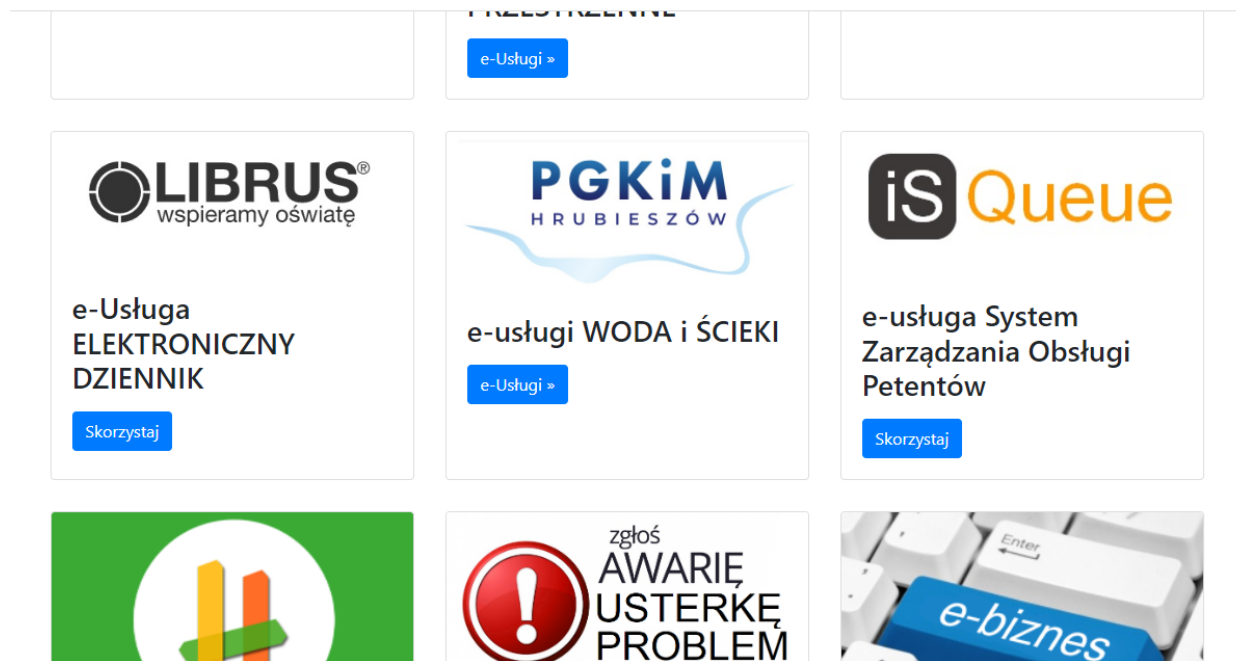 PRZESTRZENNE
e-Usługi »
LIBRUS®
wspieramy oświatę
e-Usługa
ELEKTRONICZNY
DZIENNIK
Skorzystaj
PGKiM
HRUBIESZÓW
e-usługi WODA i ŚCIEKI
e-Usługi »
iS Queue
e-usługa System
Zarządzania Obsługi
Petentów
Skorzystaj
zgłoś
AWARIĘ
USTERKĘ
PROBLEM
Enter
e-biznes